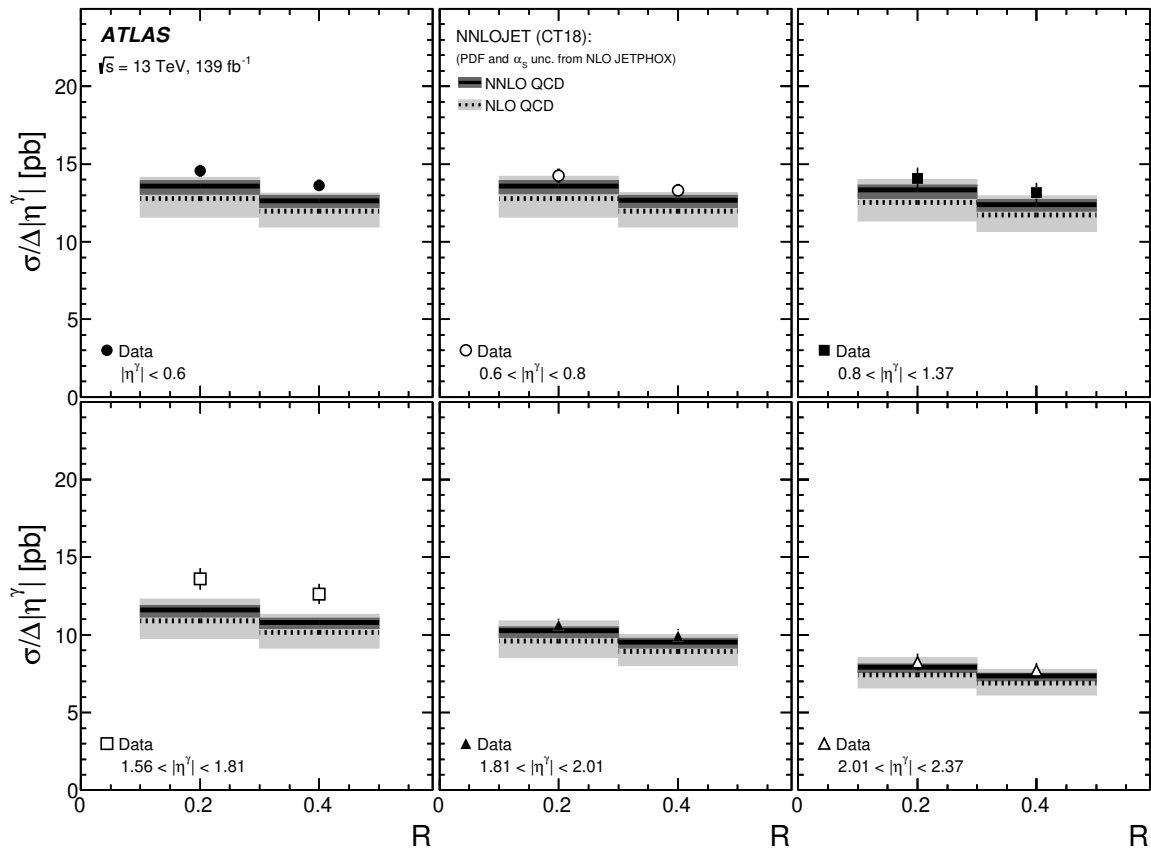 ATLAS
√s = 13 TeV, 139 fb⁻¹
NNLOJET (CT18):
(PDF and αₛ unc. from NLO JETPHOX)
NNLO QCD
NLO QCD
σ/Δ|η^γ| [pb]
20
15
10
5
0
Data
|η^γ| < 0.6
Data
0.6 < |η^γ| < 0.8
Data
0.8 < |η^γ| < 1.37
σ/Δ|η^γ| [pb]
20
15
10
5
Data
1.56 < |η^γ| < 1.81
Data
1.81 < |η^γ| < 2.01
Data
2.01 < |η^γ| < 2.37
0 0.2 0.4 0 0.2 0.4 0 0.2 0.4
R R R